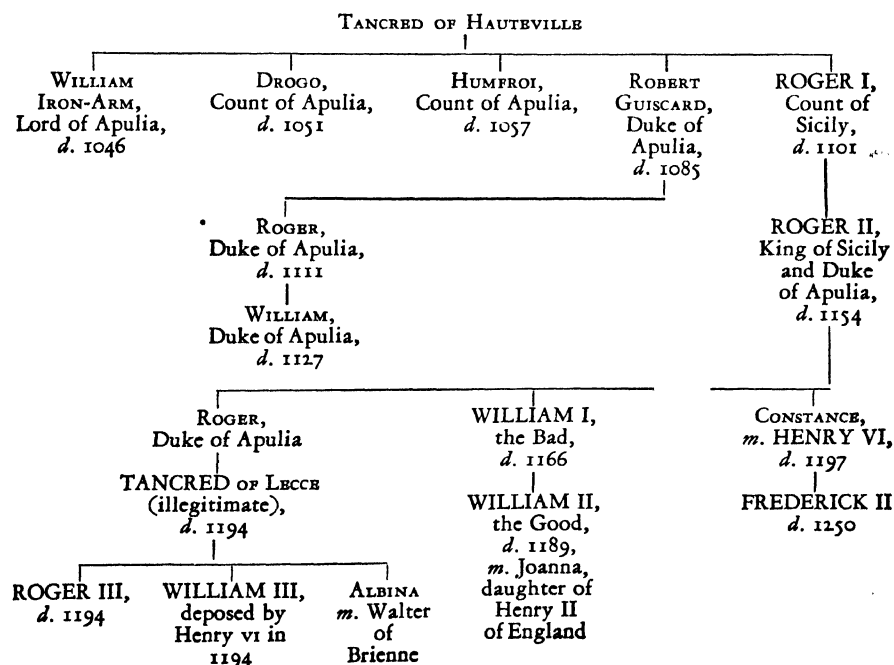 TANCRED OF HAUTEVILLE
WILLIAM
IRON-ARM,
Lord of Apulia,
d. 1046
DROGO,
Count of Apulia,
d. 1051
HUMFROI,
Count of Apulia,
d. 1057
ROBERT
GUISCARD,
Duke of
Apulia,
d. 1085
ROGER I,
Count of
Sicily,
d. 1101
ROGER,
Duke of Apulia,
d. 1111
WILLIAM,
Duke of Apulia,
d. 1127
ROGER II,
King of Sicily
and Duke
of Apulia,
d. 1154
ROGER,
Duke of Apulia
TANCRED OF LECCE
(illegitimate),
d. 1194
WILLIAM I,
the Bad,
d. 1166
WILLIAM II,
the Good,
d. 1189,
m. Joanna,
daughter of
Henry II
of England
CONSTANCE,
m. HENRY VI,
d. 1197
FREDERICK II
d. 1250
ROGER III,
d. 1194
WILLIAM III,
deposed by
Henry VI in
1194
ALBINA
m. Walter
of
Brienne